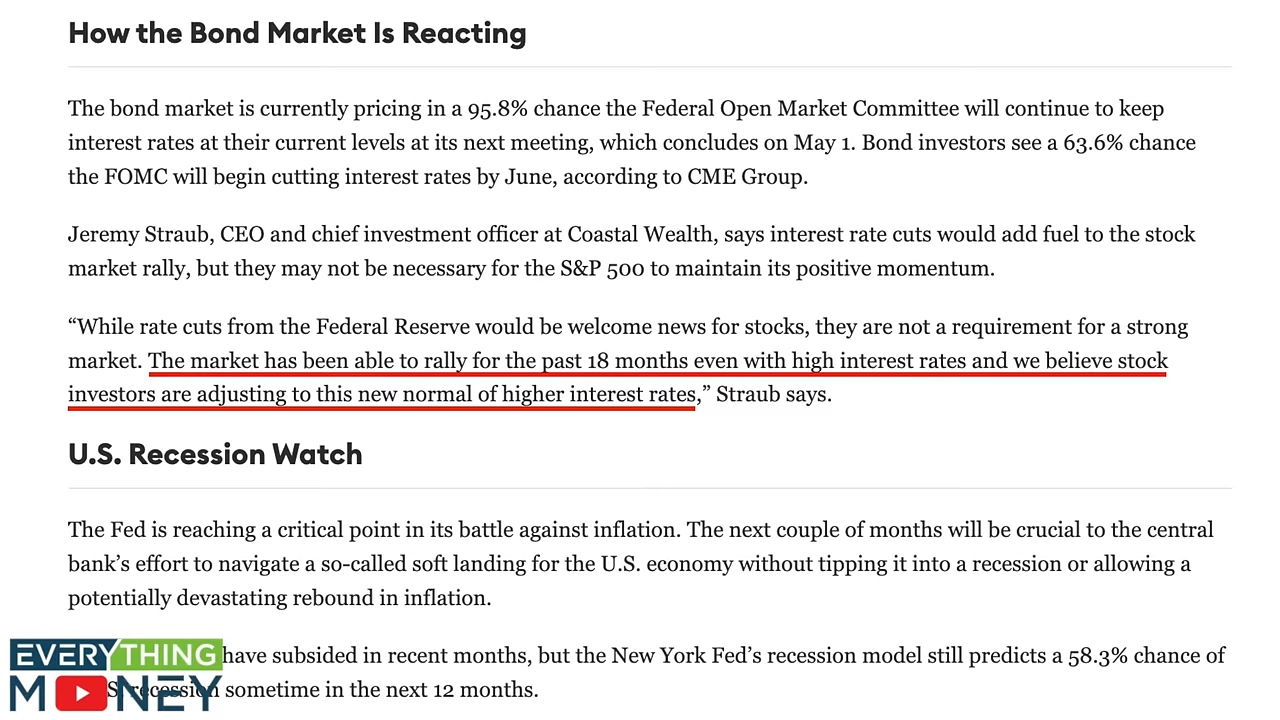 How the Bond Market Is Reacting
The bond market is currently pricing in a 95.8% chance the Federal Open Market Committee will continue to keep
interest rates at their current levels at its next meeting, which concludes on May 1. Bond investors see a 63.6% chance
the FOMC will begin cutting interest rates by June, according to CME Group.
Jeremy Straub, CEO and chief investment officer at Coastal Wealth, says interest rate cuts would add fuel to the stock
market rally, but they may not be necessary for the S&P 500 to maintain its positive momentum.
“While rate cuts from the Federal Reserve would be welcome news for stocks, they are not a requirement for a strong
market. The market has been able to rally for the past 18 months even with high interest rates and we believe stock
investors are adjusting to this new normal of higher interest rates,” Straub says.
U.S. Recession Watch
The Fed is reaching a critical point in its battle against inflation. The next couple of months will be crucial to the central
bank’s effort to navigate a so-called soft landing for the U.S. economy without tipping it into a recession or allowing a
potentially devastating rebound in inflation.
have subsided in recent months, but the New York Fed’s recession model still predicts a 58.3% chance of
recession sometime in the next 12 months.
EVERYTHING
MONEY